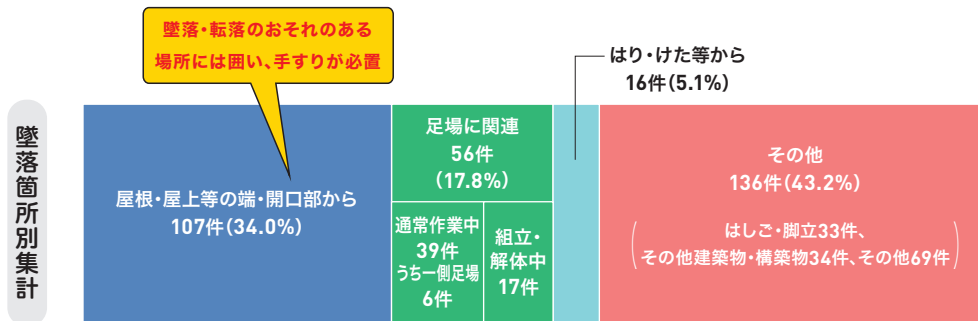 墜落・転落のおそれのある
場所には囲い、手すりが必置
はり・けた等から
16件(5.1%)
墜落箇所別集計
屋根・屋上等の端・開口部から
107件(34.0%)
足場に関連
56件
(17.8%)
通常作業中
39件
うち一側足場
6件
組立・
解体中
17件
その他
136件(43.2%)
はしご・脚立33件、
その他建築物・構築物34件、その他69件